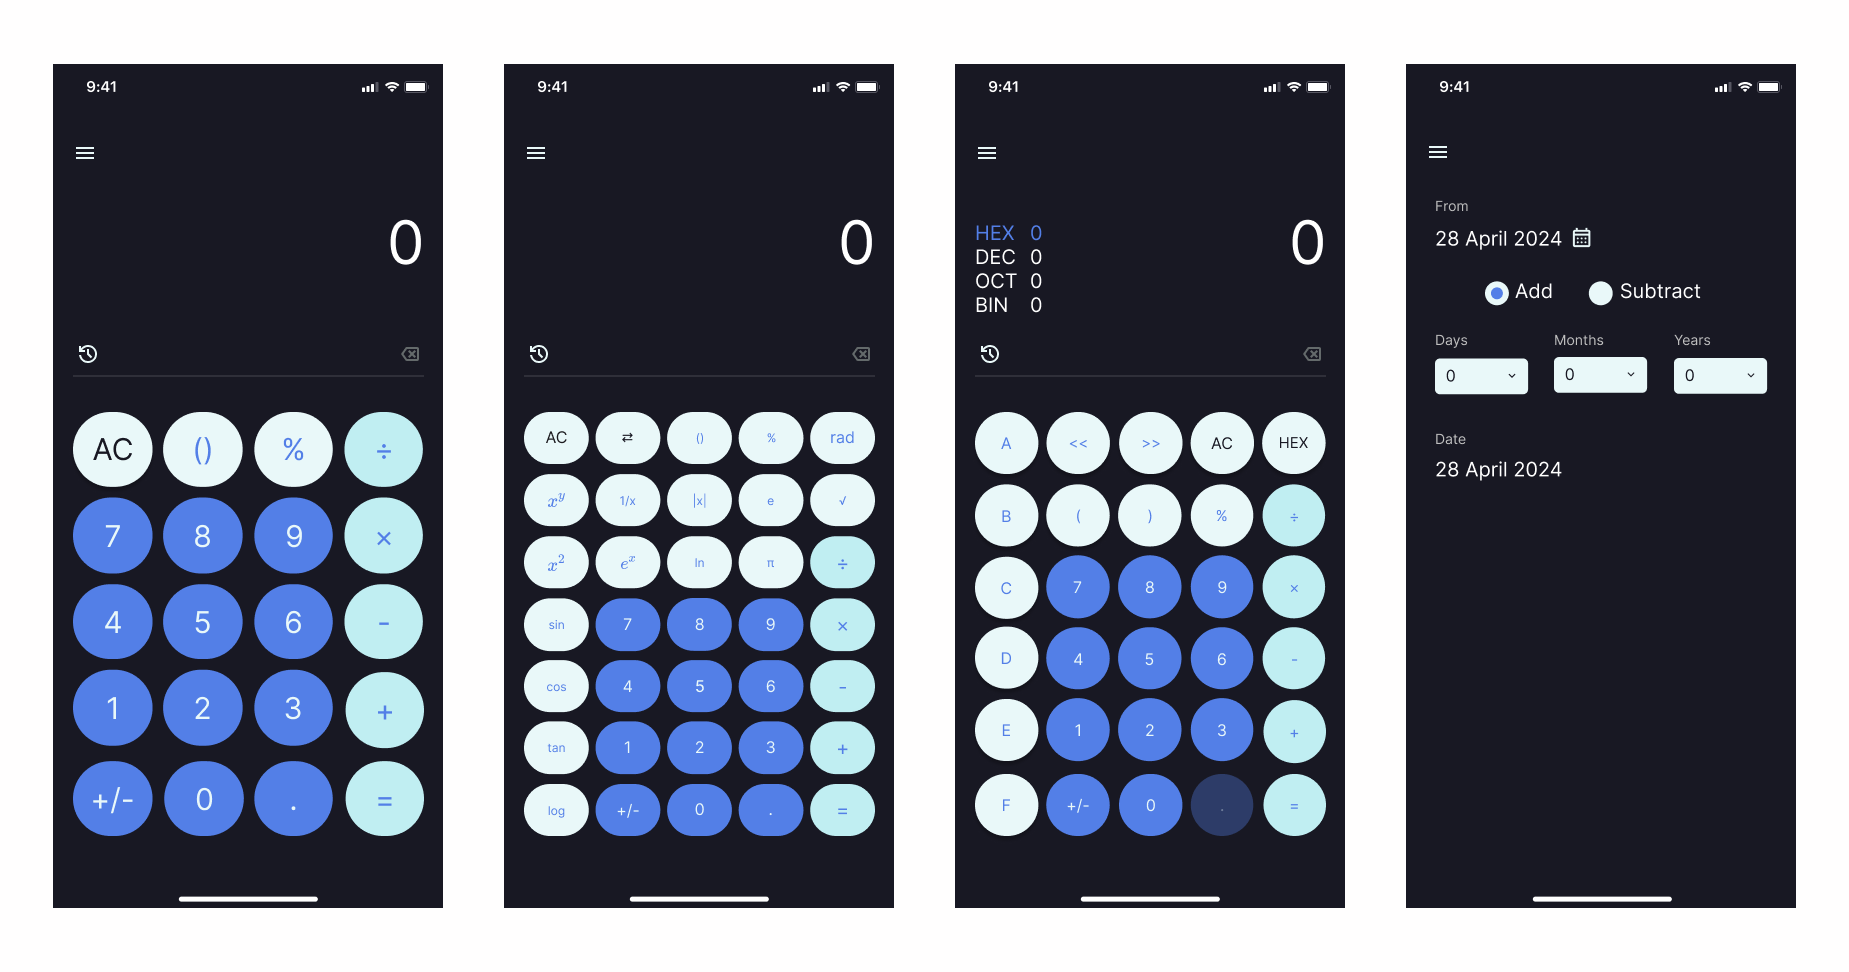 9:41
0
AC () % ÷
7 8 9 ×
4 5 6 -
1 2 3 +
+/- 0 . =
9:41
0
AC ⇄ () % rad
x^y 1/x |x| e √
x^2 e^x ln π ÷
sin 7 8 9 ×
cos 4 5 6 -
tan 1 2 3 +
log +/- 0 . =
9:41
0
HEX 0
DEC 0
OCT 0
BIN 0
A << >> AC HEX
B ( ) % ÷
C 7 8 9 ×
D 4 5 6 -
E 1 2 3 +
F +/- 0 . =
9:41
From
28 April 2024
Add Subtract
Days Months Years
0 0 0
Date
28 April 2024